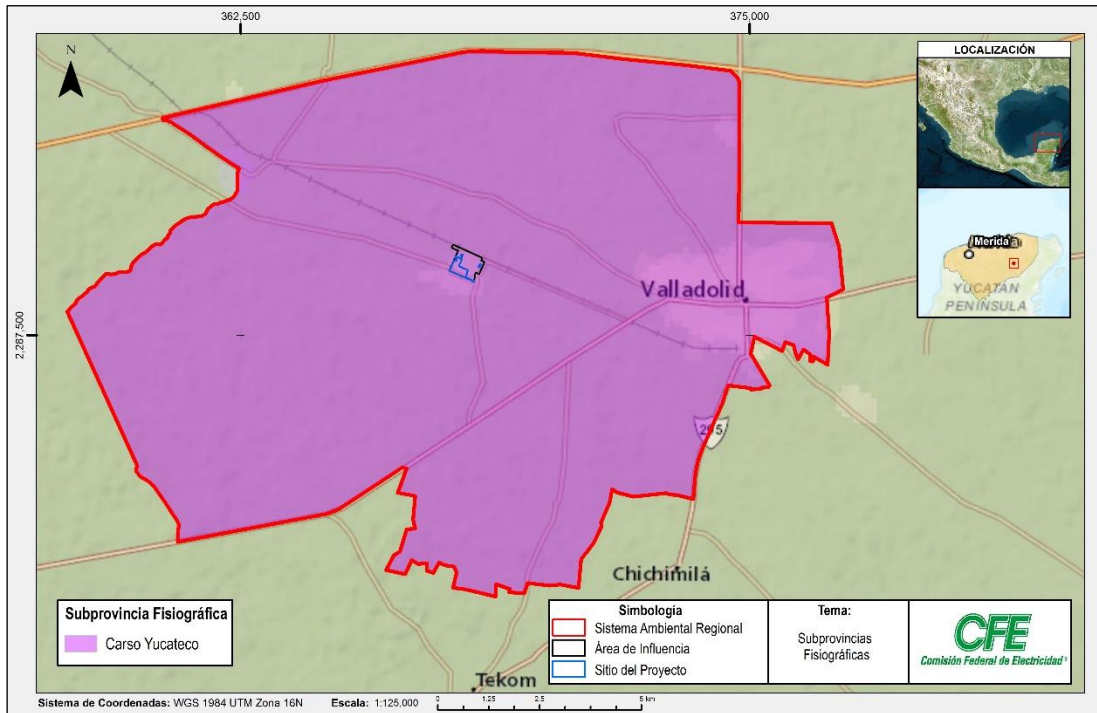 362,500
375,000
N
LOCALIZACIÓN
Merida
YUCATÁN
PENÍNSULA
Valladolid
2,287,500
295
Chichimilá
Subprovincia Fisiográfica
Carso Yucateco
Simbología
Sistema Ambiental Regional
Área de Influencia
Sitio del Proyecto
Tema:
Subprovincias
Fisiográficas
CFE
Comisión Federal de Electricidad
Tekom
Sistema de Coordenadas: WGS 1984 UTM Zona 16N Escala: 1:125,000
0 1.25 2.5 5 km